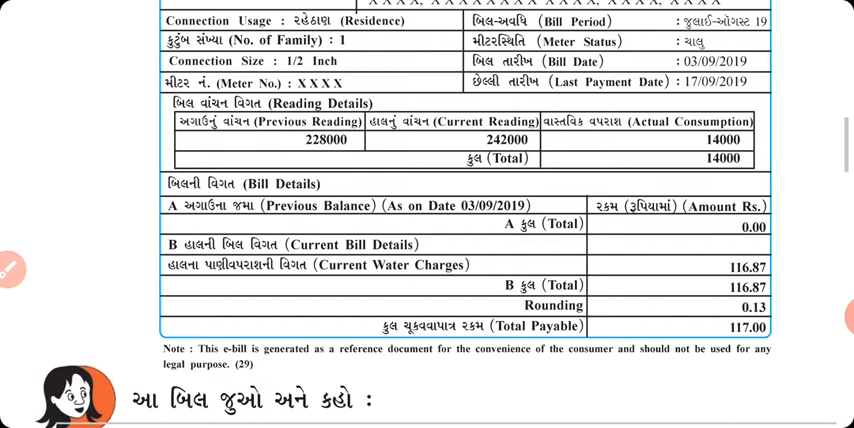 Connection Usage : રહેઠાણ (Residence) બિલ-અવધિ (Bill Period) : જુલાઈ-ઓગસ્ટ 19
કુટુંબ સંખ્યા (No. of Family) : 1 મીટરસ્થિતિ (Meter Status) : ચાલુ
Connection Size : 1/2 Inch બિલ તારીખ (Bill Date) : 03/09/2019
મીટર નં. (Meter No.) : X X X X છેલ્લી તારીખ (Last Payment Date) : 17/09/2019
બિલ વાંચન વિગત (Reading Details)
અગાઉનું વાંચન (Previous Reading) હાલનું વાંચન (Current Reading) વાસ્તવિક વપરાશ (Actual Consumption)
228000 242000 14000
કુલ (Total) 14000
બિલની વિગત (Bill Details)
A અગાઉના જમા (Previous Balance) (As on Date 03/09/2019) રકમ (રૂપિયામાં) (Amount Rs.)
A કુલ (Total) 0.00
B હાલની બિલ વિગત (Current Bill Details)
હાલના પાણીવપરાશની વિગત (Current Water Charges) 116.87
B કુલ (Total) 116.87
Rounding 0.13
કુલ ચૂકવવાપાત્ર રકમ (Total Payable) 117.00
Note : This e-bill is generated as a reference document for the convenience of the consumer and should not be used for any
legal purpose. (29)
આ બિલ જુઓ અને કહો :